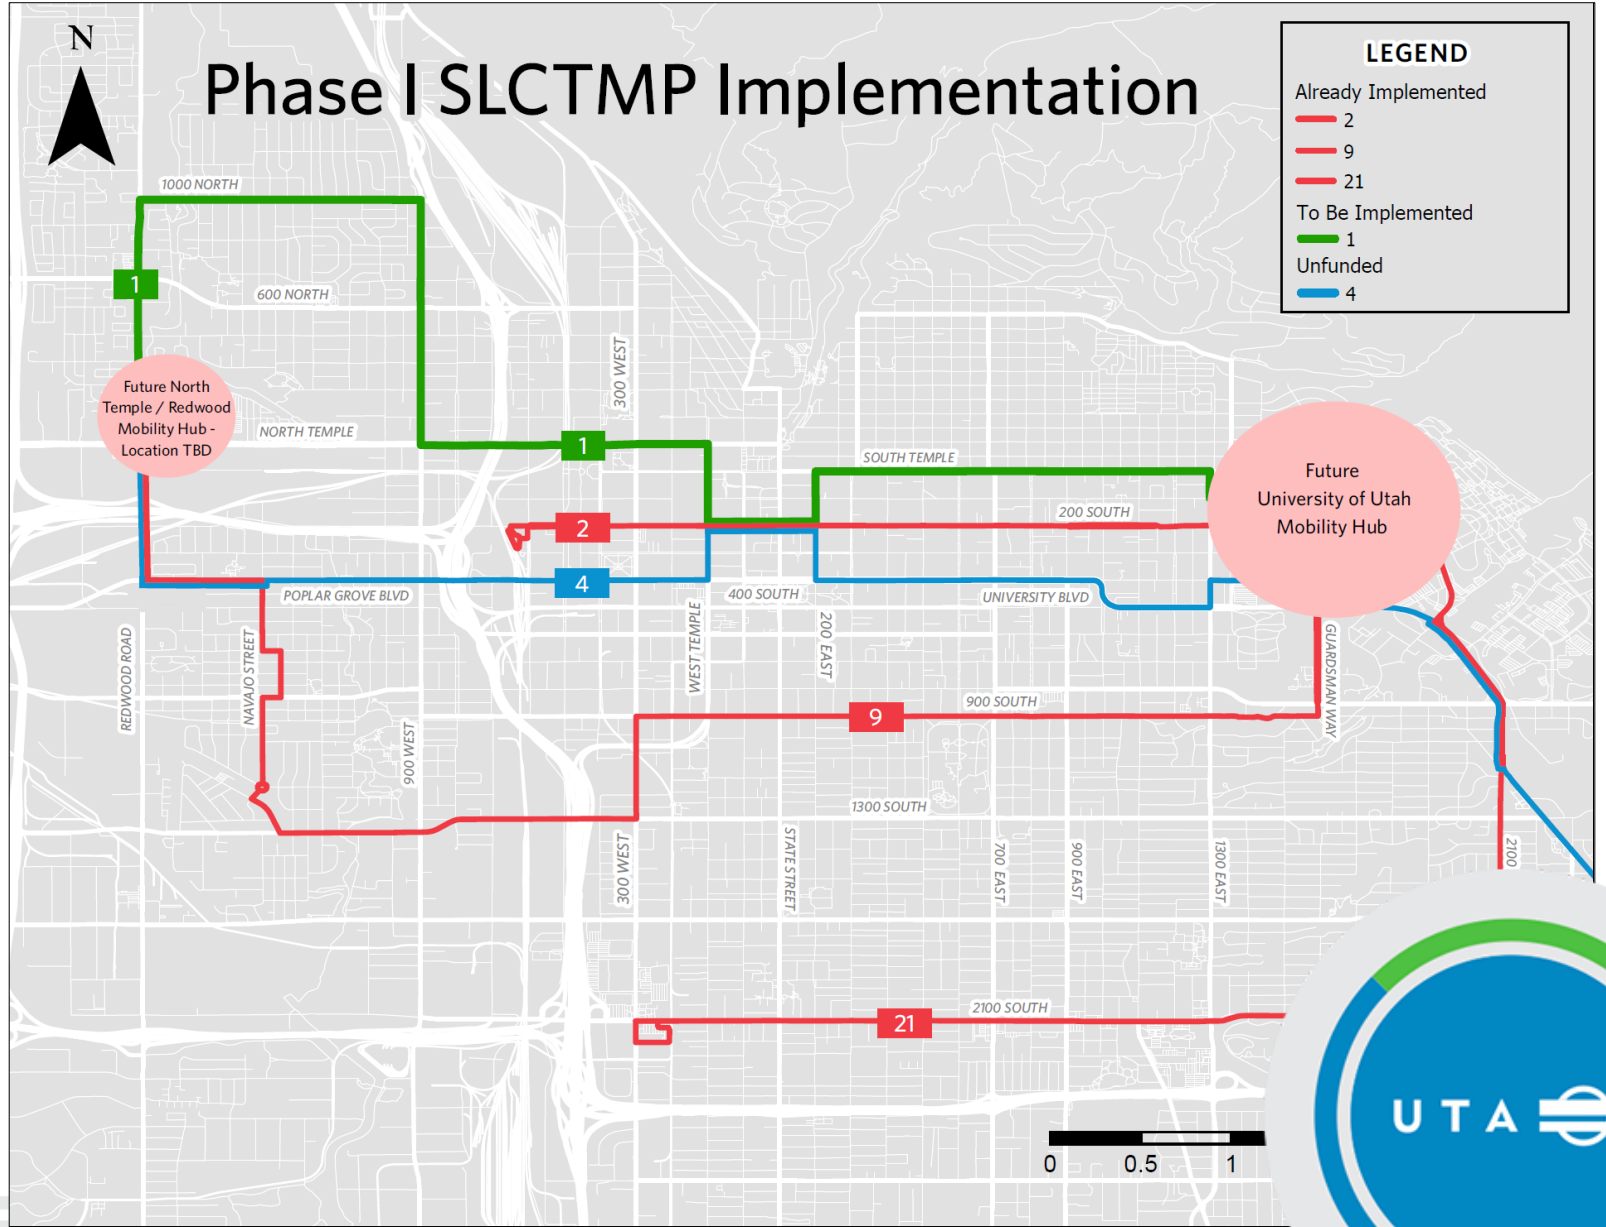 N
Phase I SLCTMP Implementation
LEGEND
Already Implemented
2
9
21
To Be Implemented
1
Unfunded
4
1000 NORTH
1
600 NORTH
300 WEST
Future North
Temple / Redwood
Mobility Hub -
Location TBD
NORTH TEMPLE
1
SOUTH TEMPLE
Future
University of Utah
Mobility Hub
2
200 SOUTH
4
POPLAR GROVE BLVD
400 SOUTH
UNIVERSITY BLVD
REDWOOD ROAD
NAVAJO STREET
WEST TEMPLE
200 EAST
GUARDSMAN WAY
900 SOUTH
9
900 WEST
1300 SOUTH
300 WEST
STATE STREET
700 EAST
900 EAST
1300 EAST
2100
2100 SOUTH
21
UTA
0
0.5
1